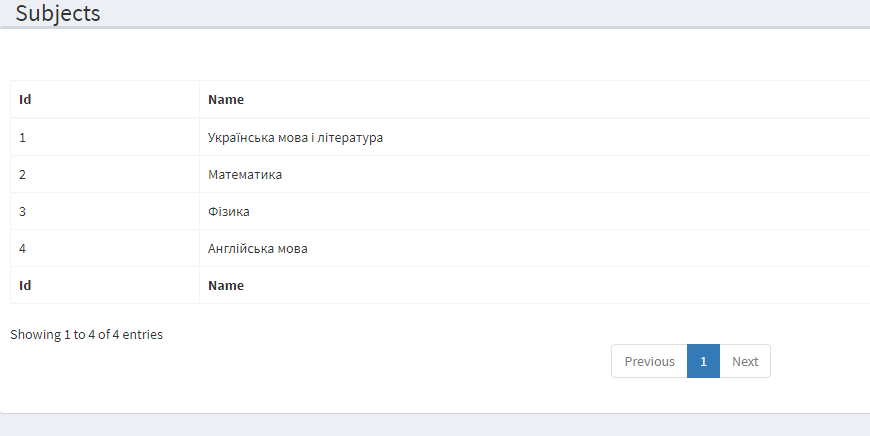 Subjects
Id Name
1 Українська мова і література
2 Математика
3 Фізика
4 Англійська мова
Id Name
Showing 1 to 4 of 4 entries
Previous 1 Next